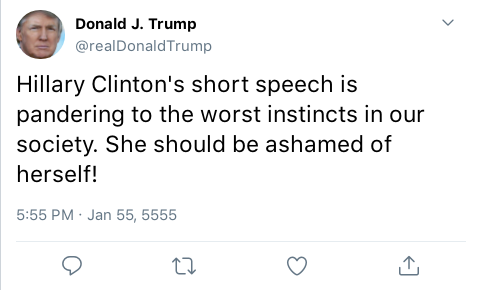 Donald J. Trump
@realDonaldTrump
Hillary Clinton's short speech is
pandering to the worst instincts in our
society. She should be ashamed of
herself!
5:55 PM · Jan 55, 5555